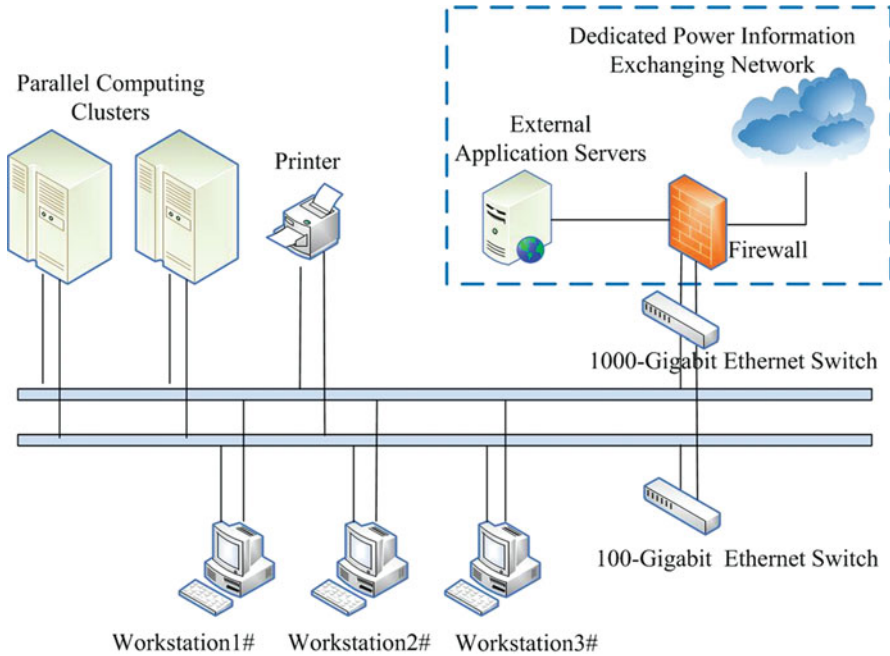 Parallel Computing
Clusters
Printer
Dedicated Power Information
Exchanging Network
External
Application Servers
Firewall
1000-Gigabit Ethernet Switch
100-Gigabit Ethernet Switch
Workstation1#
Workstation2#
Workstation3#